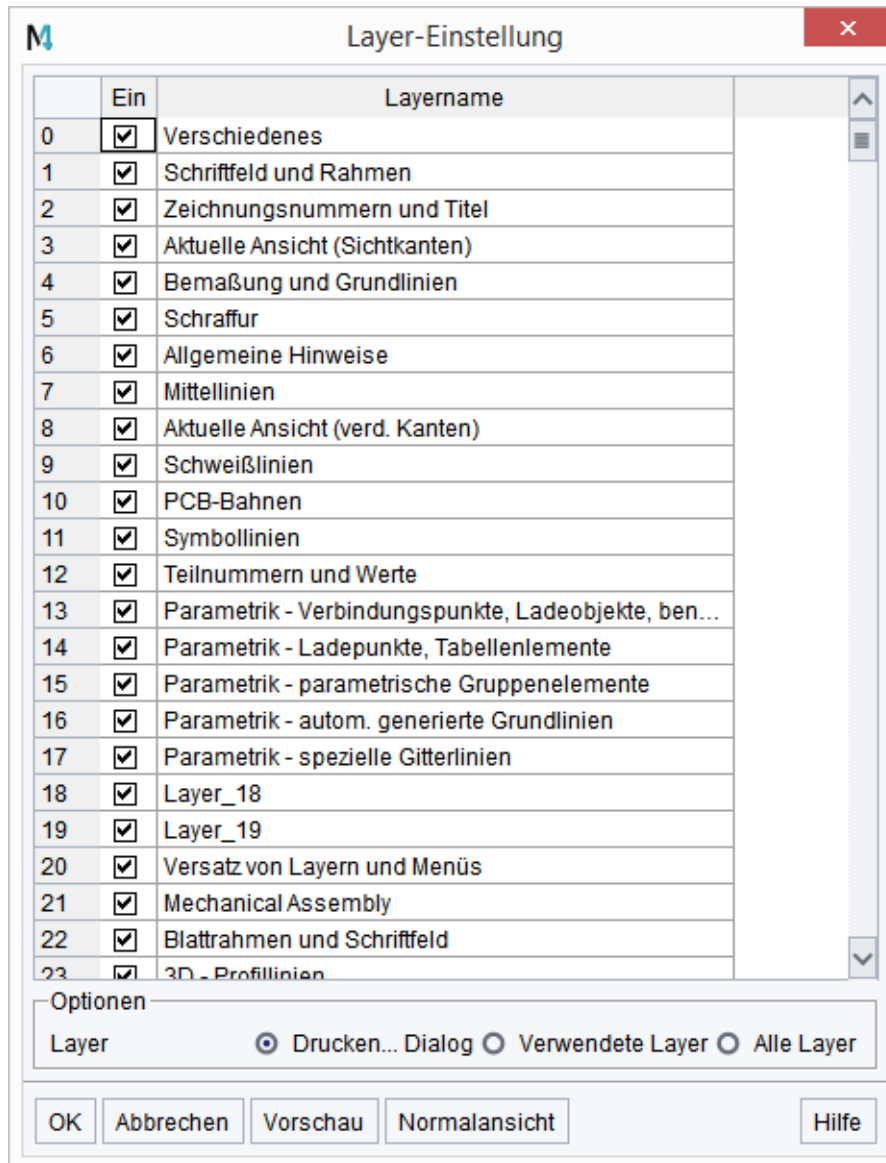 M4 Layer-Einstellung
Ein Layername
0 Verschiedenes
1 Schriftfeld und Rahmen
2 Zeichnungsnummern und Titel
3 Aktuelle Ansicht (Sichtkanten)
4 Bemaßung und Grundlinien
5 Schraffur
6 Allgemeine Hinweise
7 Mittellinien
8 Aktuelle Ansicht (verd. Kanten)
9 Schweißlinien
10 PCB-Bahnen
11 Symbollinien
12 Teilnummern und Werte
13 Parametrik - Verbindungspunkte, Ladeobjekte, ben...
14 Parametrik - Ladepunkte, Tabellenlemente
15 Parametrik - parametrische Gruppenelemente
16 Parametrik - autom. generierte Grundlinien
17 Parametrik - spezielle Gitterlinien
18 Layer_18
19 Layer_19
20 Versatz von Layern und Menüs
21 Mechanical Assembly
22 Blattrahmen und Schriftfeld
23 3D - Profillinien
Optionen
Layer Drucken... Dialog Verwendete Layer Alle Layer
OK Abbrechen Vorschau Normalansicht Hilfe